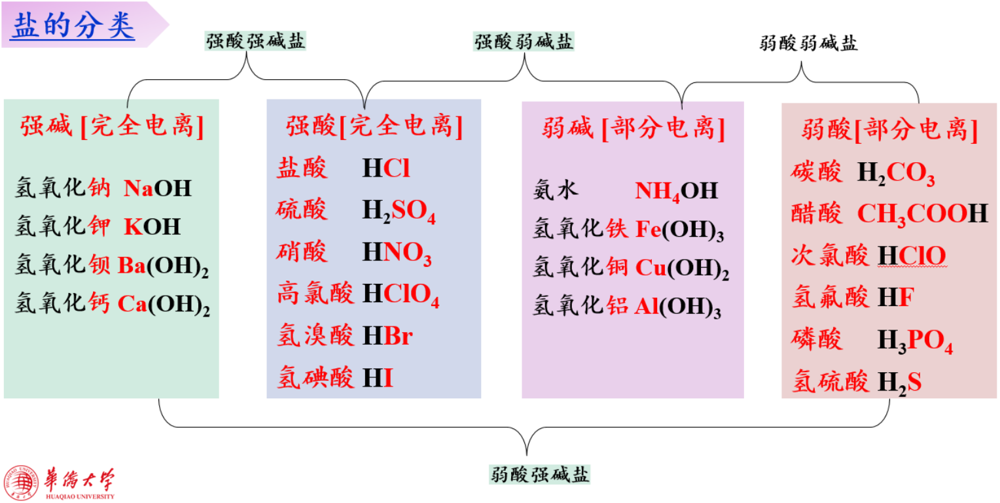 盐的分类
强酸强碱盐
强酸弱碱盐
弱酸弱碱盐
强碱 [完全电离]
氢氧化钠 NaOH
氢氧化钾 KOH
氢氧化钡 Ba(OH)₂
氢氧化钙 Ca(OH)₂
强酸[完全电离]
盐酸 HCl
硫酸 H₂SO₄
硝酸 HNO₃
高氯酸 HClO₄
氢溴酸 HBr
氢碘酸 HI
弱碱 [部分电离]
氨水 NH₄OH
氢氧化铁 Fe(OH)₃
氢氧化铜 Cu(OH)₂
氢氧化铝 Al(OH)₃
弱酸[部分电离]
碳酸 H₂CO₃
醋酸 CH₃COOH
次氯酸 HClO
氢氟酸 HF
磷酸 H₃PO₄
氢硫酸 H₂S
弱酸强碱盐
华侨大学
HUAQIAO UNIVERSITY